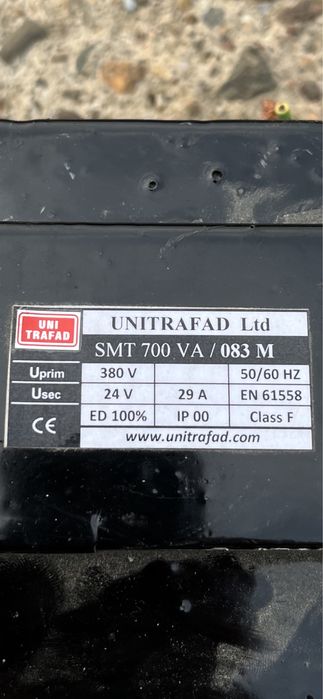 UNI
TRAFAD
UNITRAFAD Ltd
SMT 700 VA / 083 M
Uprim 380 V 50/60 HZ
Usec 24 V 29 A EN 61558
CE ED 100% IP 00 Class F
www.unitrafad.com